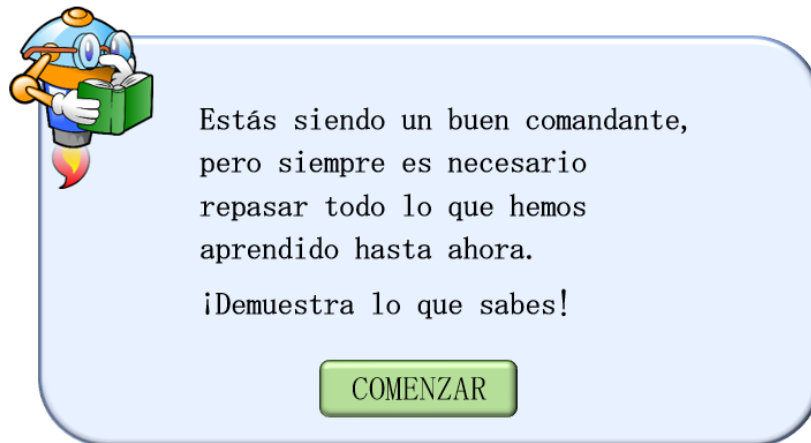 Estás siendo un buen comandante,
pero siempre es necesario
repasar todo lo que hemos
aprendido hasta ahora.
¡Demuestra lo que sabes!
COMENZAR